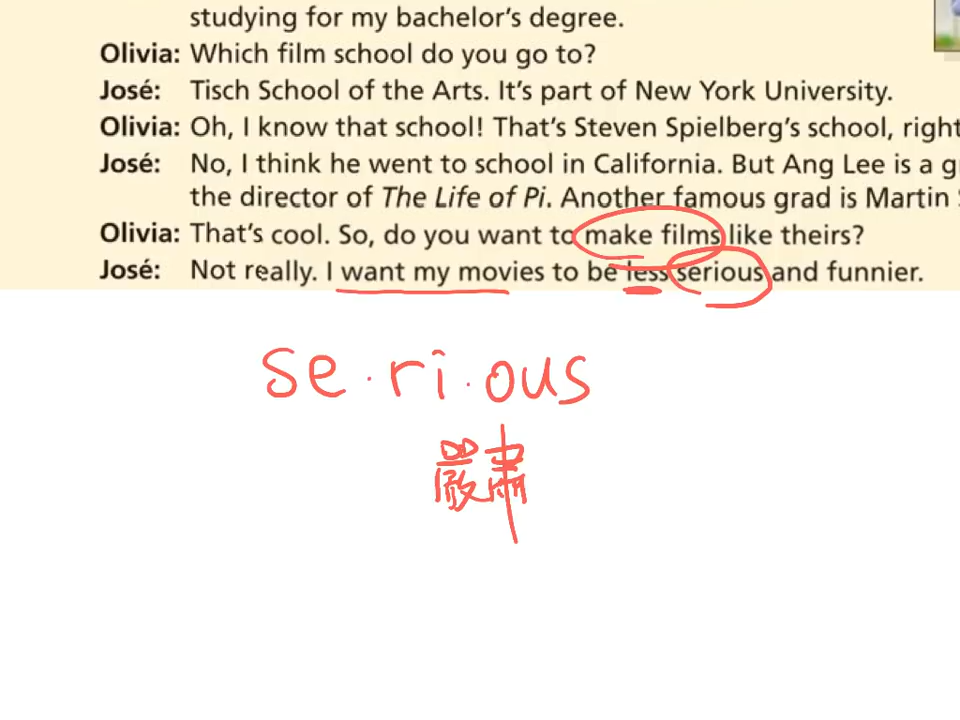 studying for my bachelor's degree.
Olivia: Which film school do you go to?
José: Tisch School of the Arts. It's part of New York University.
Olivia: Oh, I know that school! That's Steven Spielberg's school, right
José: No, I think he went to school in California. But Ang Lee is a
the director of The Life of Pi. Another famous grad is Martin
Olivia: That's cool. So, do you want to make films like theirs?
José: Not really. I want my movies to be less serious and funnier.
se·ri·ous
嚴肅